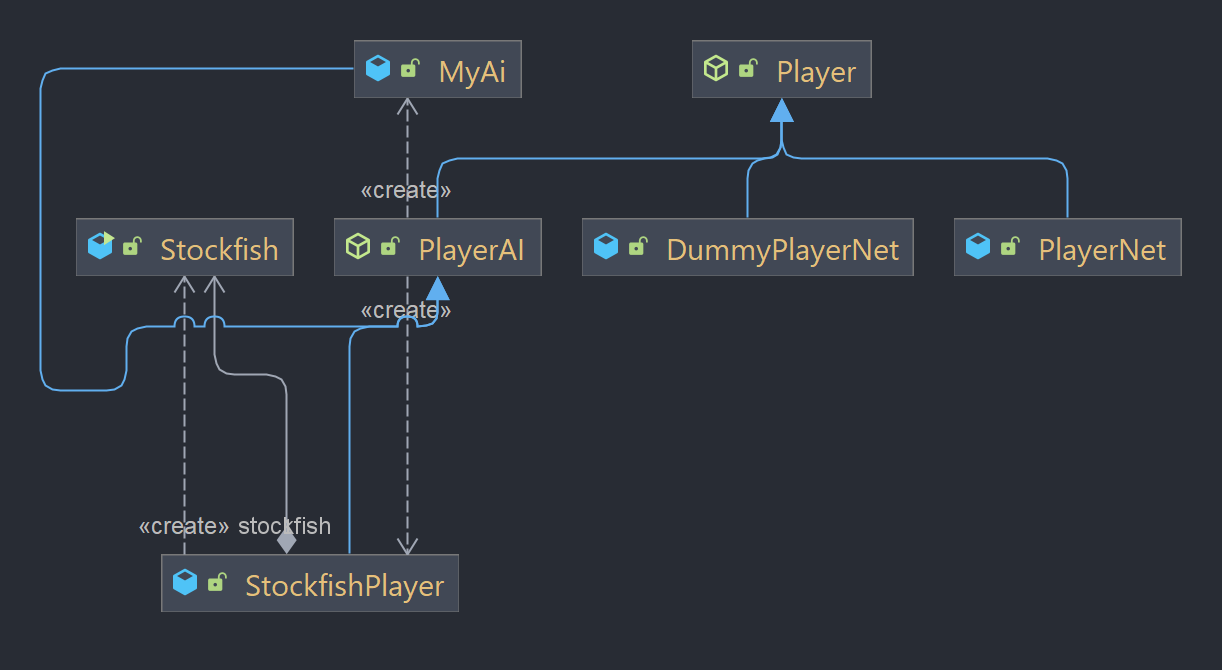 MyAi
Player
«create»
Stockfish
PlayerAI
DummyPlayerNet
PlayerNet
«create»
«create»
stockfish
StockfishPlayer